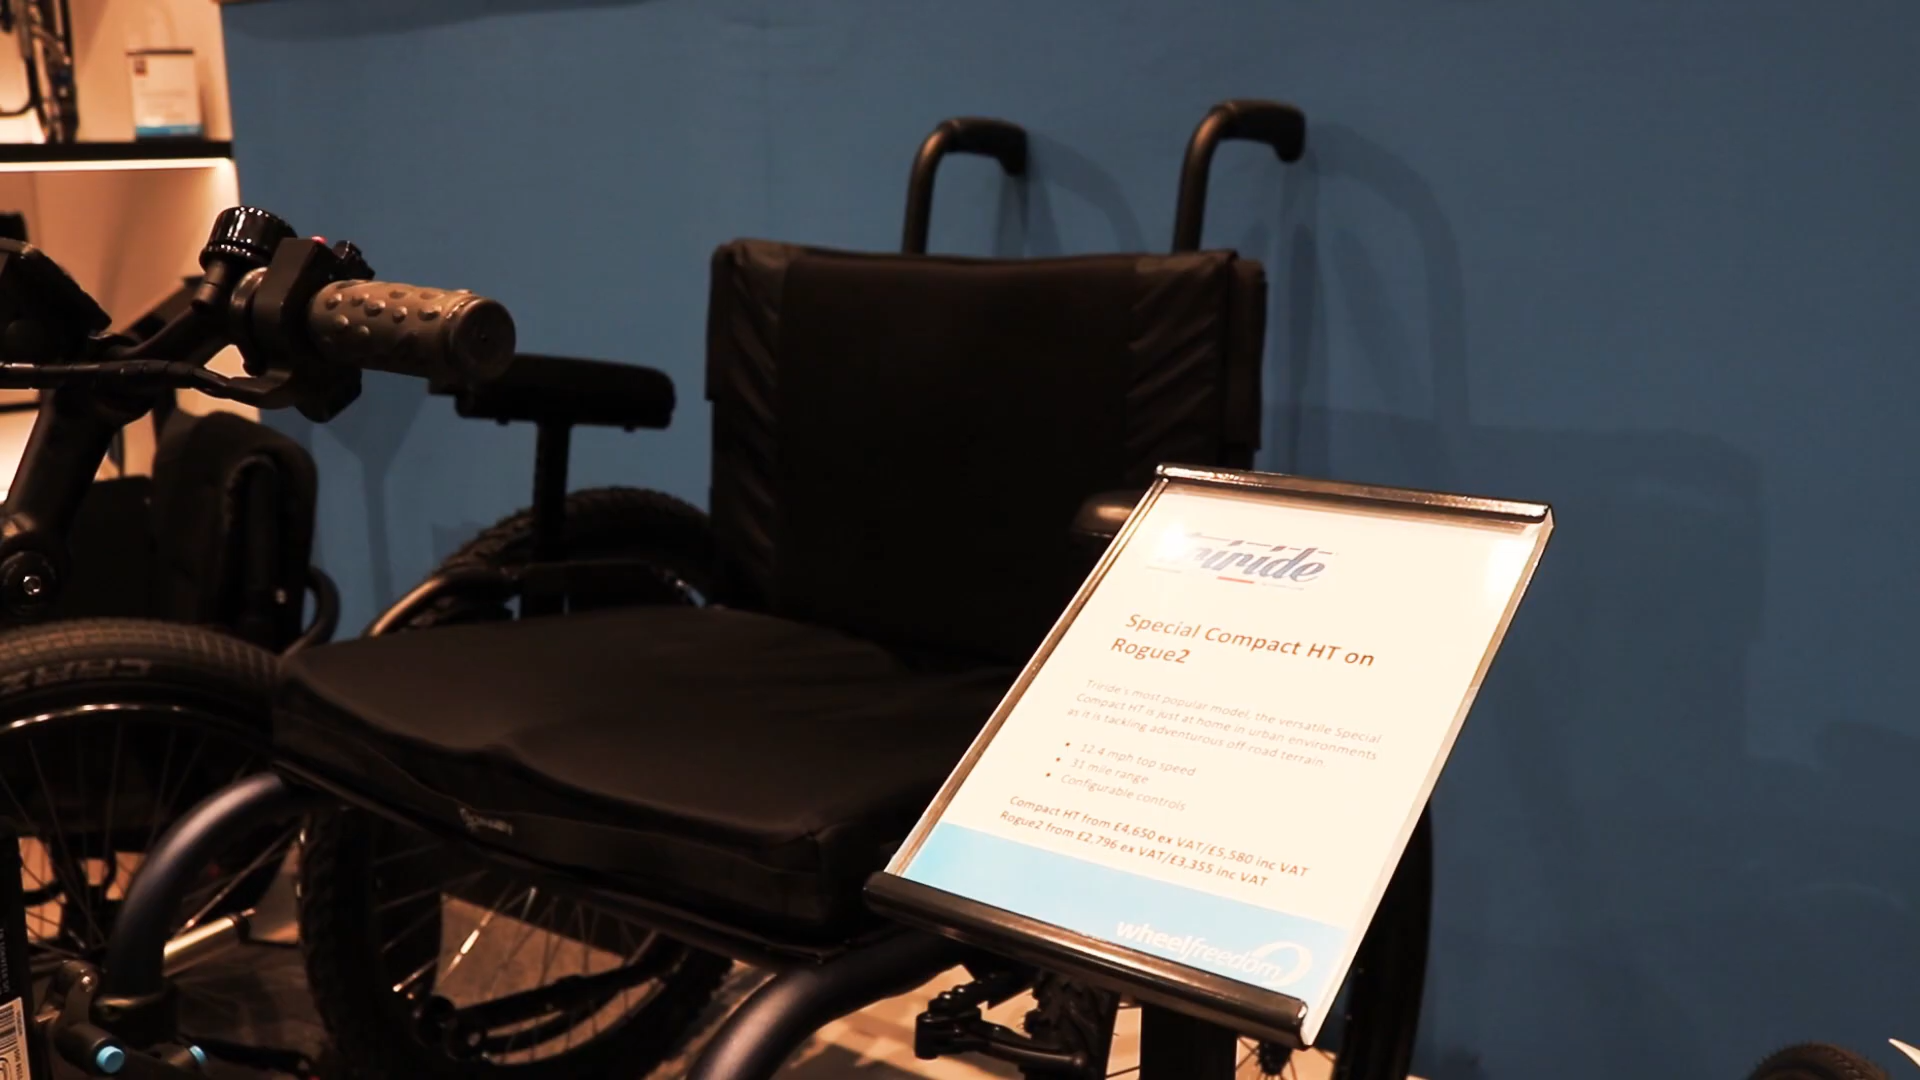 Triride
Special Compact HT on
Rogue2
Triride's most popular model, the versatile Special
Compact HT is just at home in urban environments
as it is tackling adventurous off road terrain.
• 12.4 mph top speed
• 31 mile range
• Configurable controls
Compact HT from £4,650 ex VAT/£5,580 inc VAT
Rogue2 from £2,796 ex VAT/£3,355 inc VAT
wheelfreedom